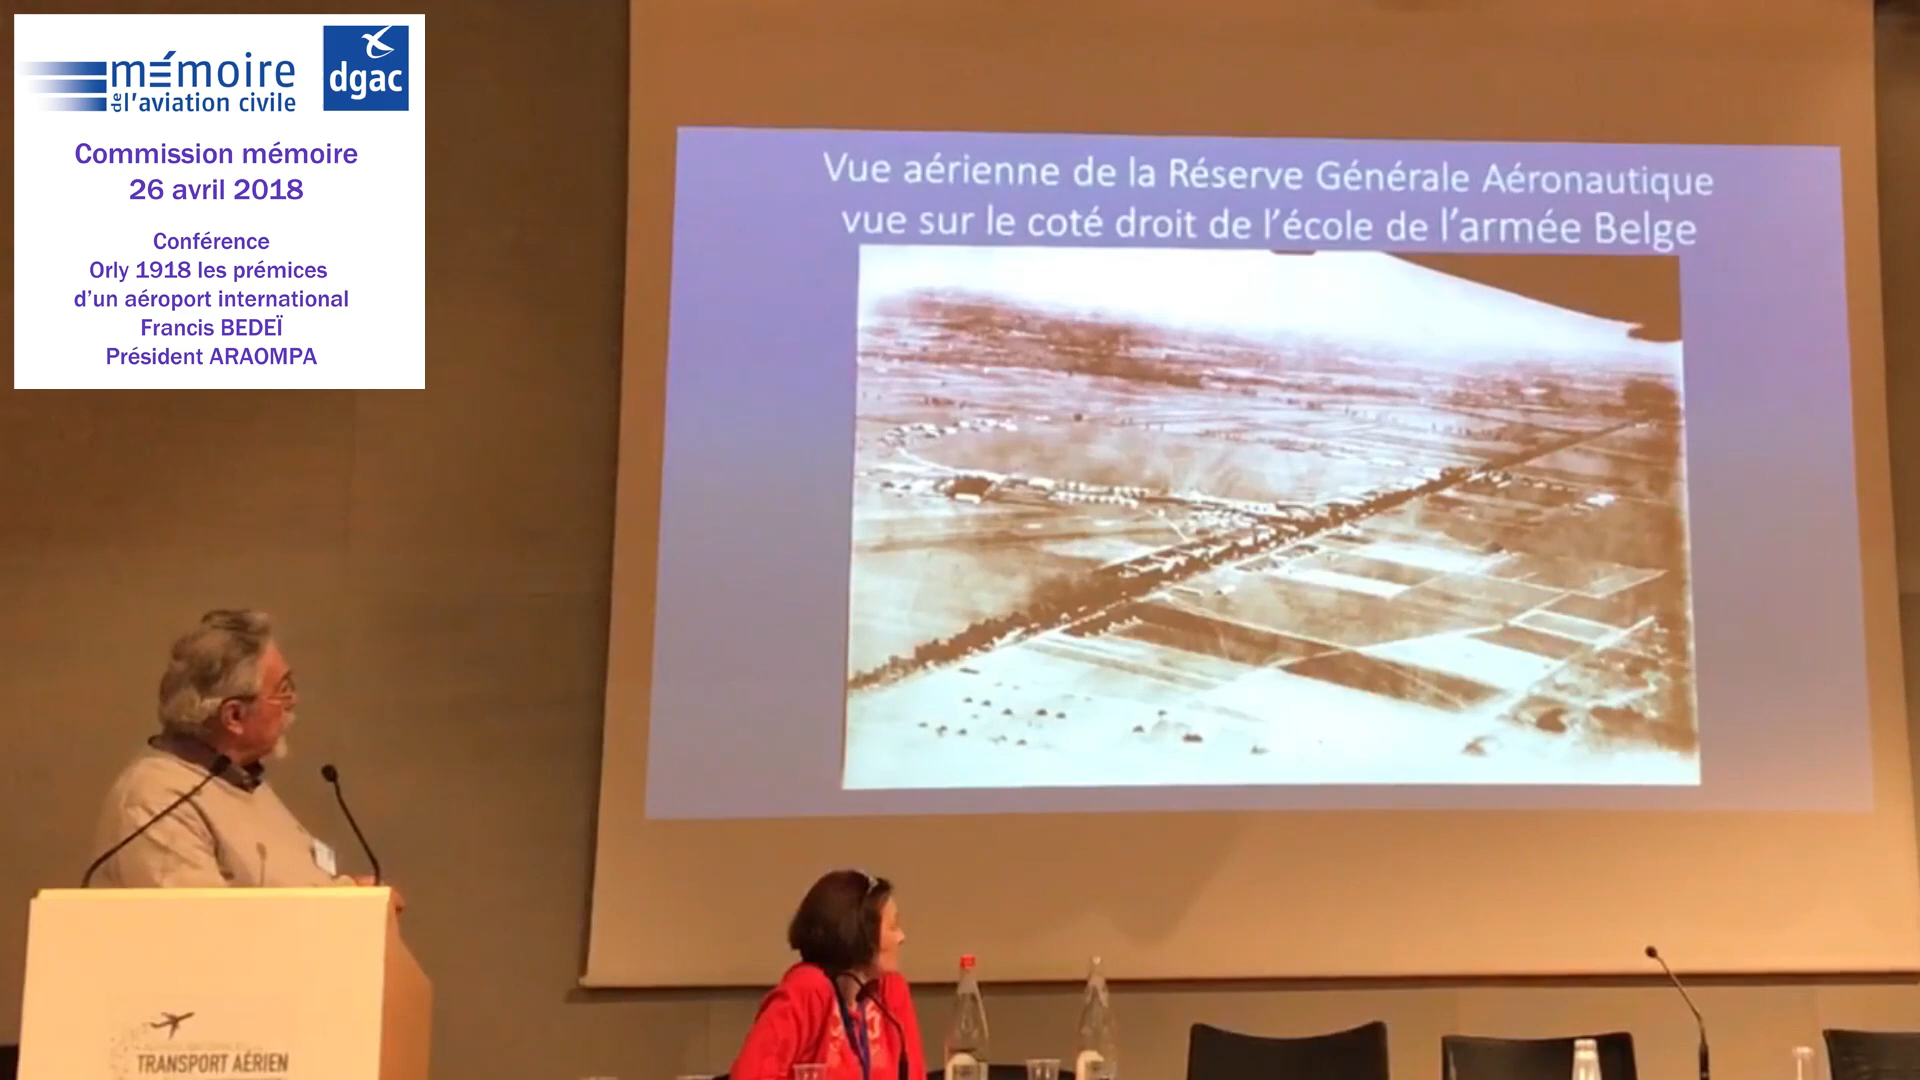 mémoire
de l'aviation civile
dgac
Commission mémoire
26 avril 2018
Conférence
Orly 1918 les prémices
d'un aéroport international
Francis BEDEÏ
Président ARAOMPA
Vue aérienne de la Réserve Générale Aéronautique
vue sur le coté droit de l'école de l'armée Belge
TRANSPORT AÉRIEN